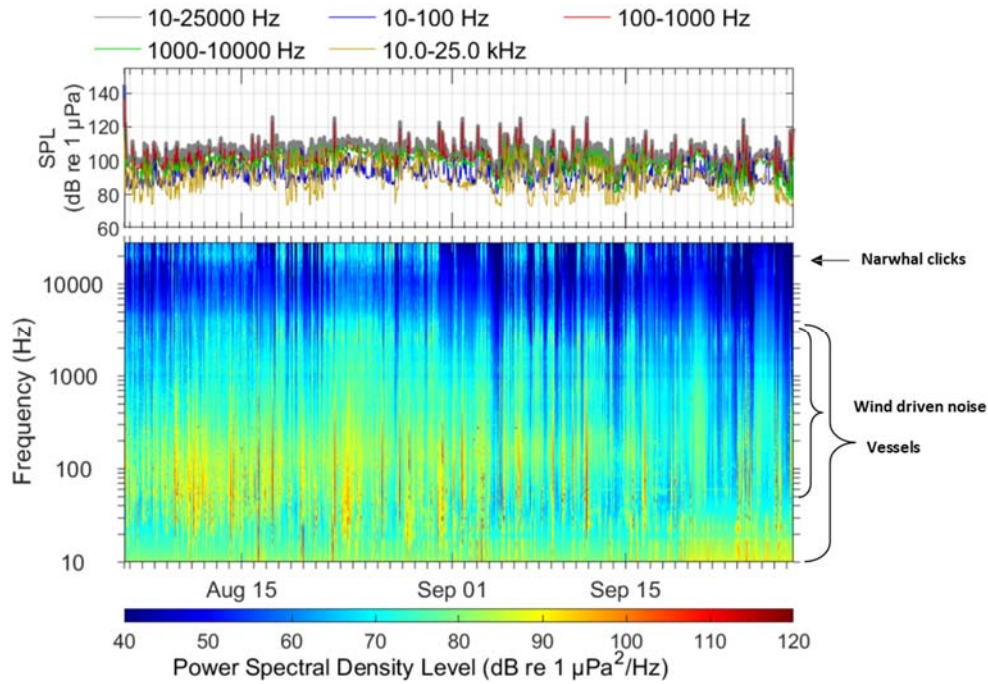 10-25000 Hz 10-100 Hz 100-1000 Hz
1000-10000 Hz 10.0-25.0 kHz
SPL
(dB re 1 µPa)
140
120
100
80
60
Frequency (Hz)
10000
1000
100
10
Narwhal clicks
Wind driven noise
Vessels
Aug 15 Sep 01 Sep 15
40 50 60 70 80 90 100 110 120
Power Spectral Density Level (dB re 1 µPa²/Hz)